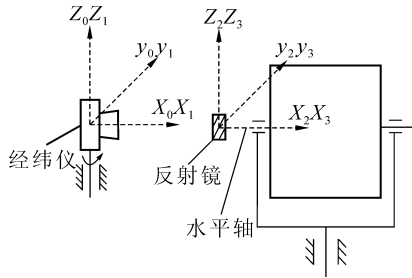 Z₀Z₁
y₀y₁
X₀X₁
经纬仪
Z₂Z₃
y₂y₃
X₂X₃
反射镜
水平轴